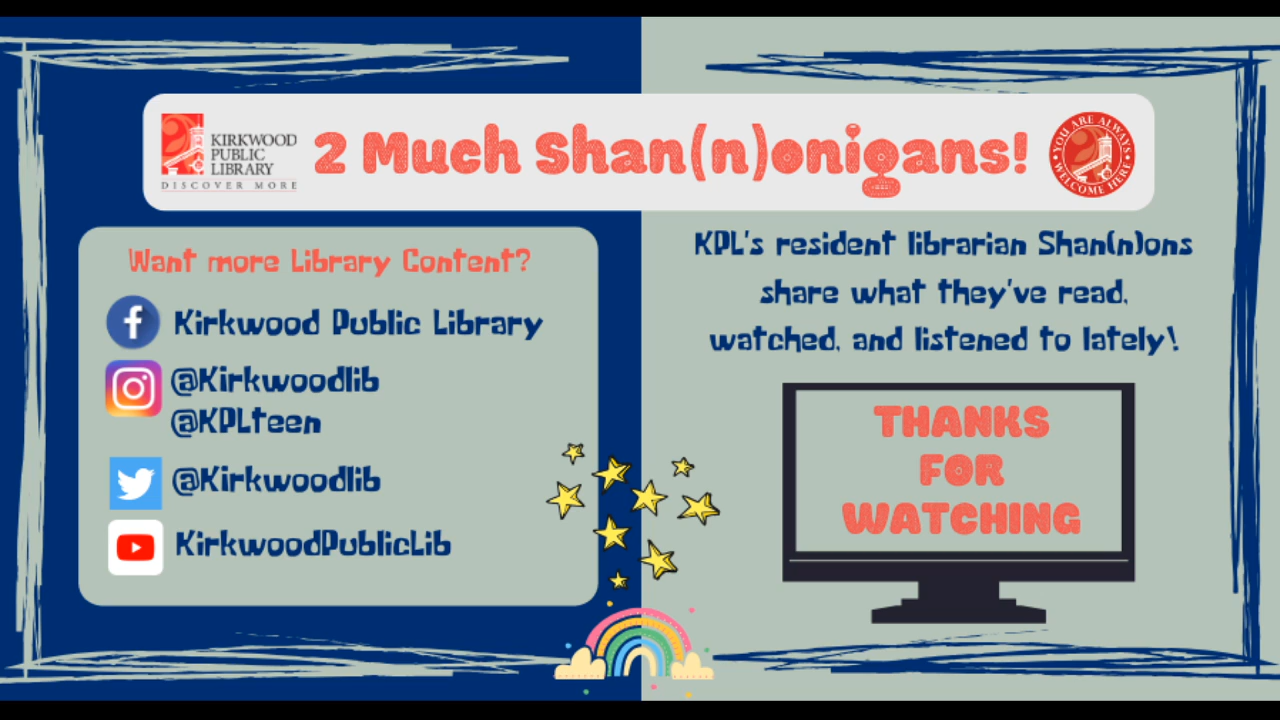 KIRKWOOD
PUBLIC
LIBRARY
DISCOVER MORE
2 Much Shan(n)onigans!
YOU ARE ALWAYS
WELCOME HERE
Want more Library Content?
Kirkwood Public Library
@Kirkwoodlib
@KPLteen
@Kirkwoodlib
KirkwoodPublicLib
KPL's resident librarian Shan(n)ons
share what they've read,
watched, and listened to lately!
THANKS
FOR
WATCHING